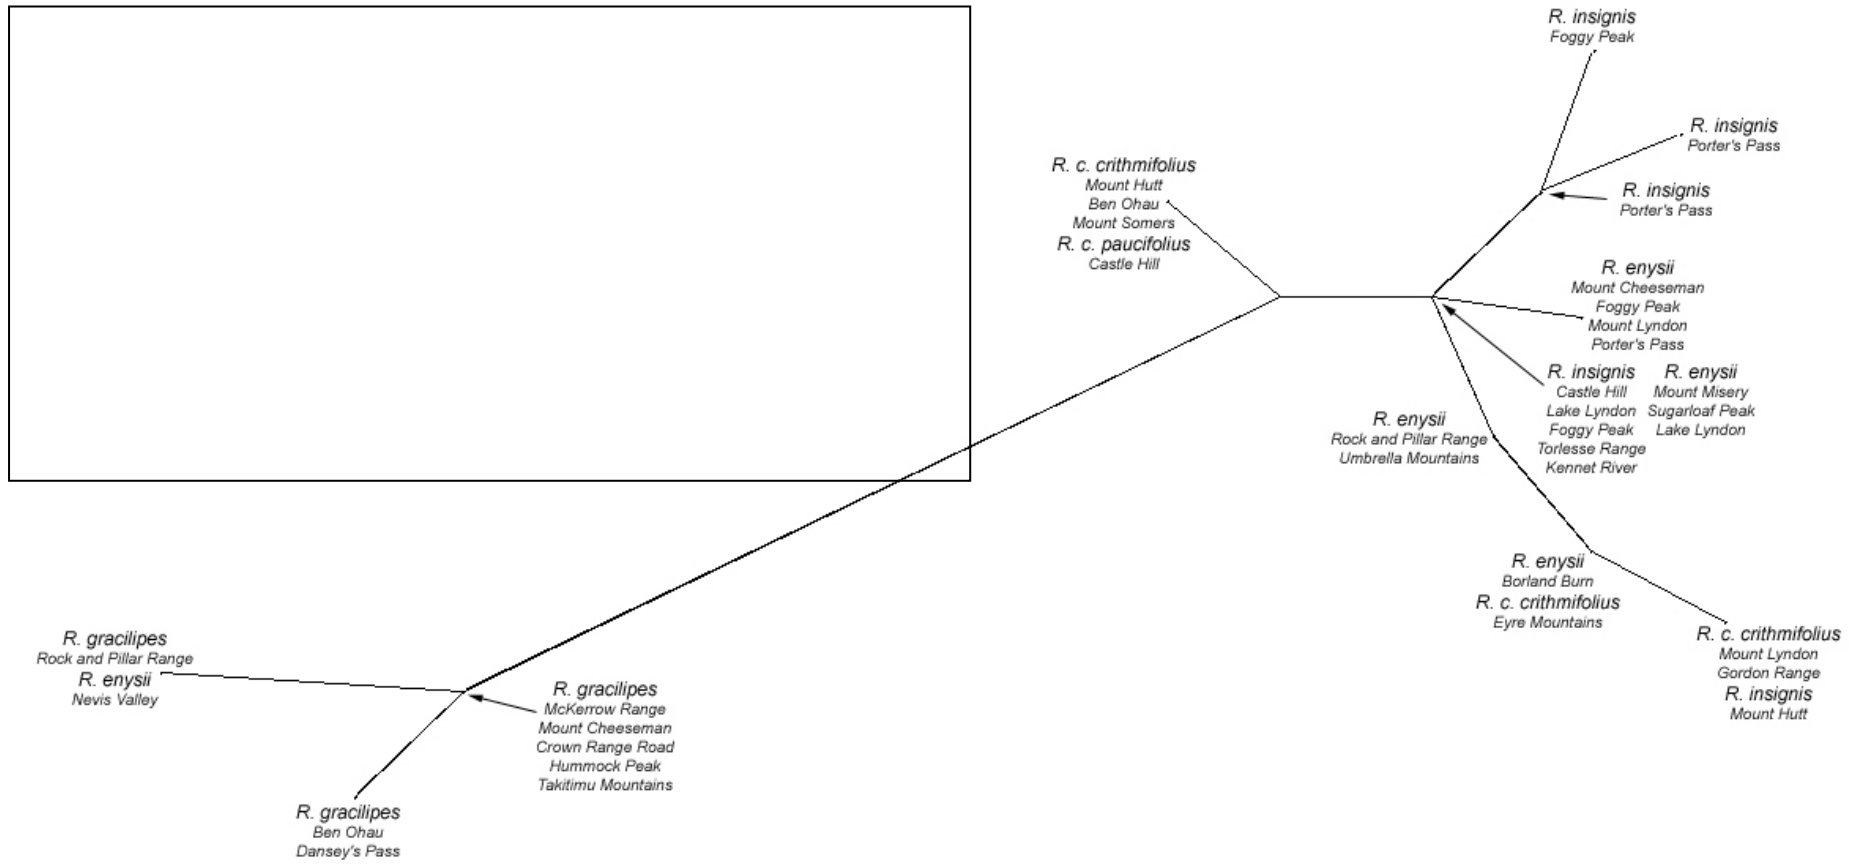 R. insignis
Foggy Peak
R. insignis
Porter's Pass
R. c. crithmifolius
Mount Hutt
Ben Ohau
Mount Somers
R. c. paucifolius
Castle Hill
R. insignis
Porter's Pass
R. enysii
Mount Cheeseman
Foggy Peak
Mount Lyndon
Porter's Pass
R. insignis
Castle Hill
Lake Lyndon
Foggy Peak
Torlesse Range
Kennet River
R. enysii
Mount Misery
Sugarloaf Peak
Lake Lyndon
R. enysii
Rock and Pillar Range
Umbrella Mountains
R. enysii
Borland Burn
R. c. crithmifolius
Eyre Mountains
R. c. crithmifolius
Mount Lyndon
Gordon Range
R. insignis
Mount Hutt
R. gracilipes
Rock and Pillar Range
R. enysii
Nevis Valley
R. gracilipes
McKerrow Range
Mount Cheeseman
Crown Range Road
Hummock Peak
Takitimu Mountains
R. gracilipes
Ben Ohau
Dansey's Pass